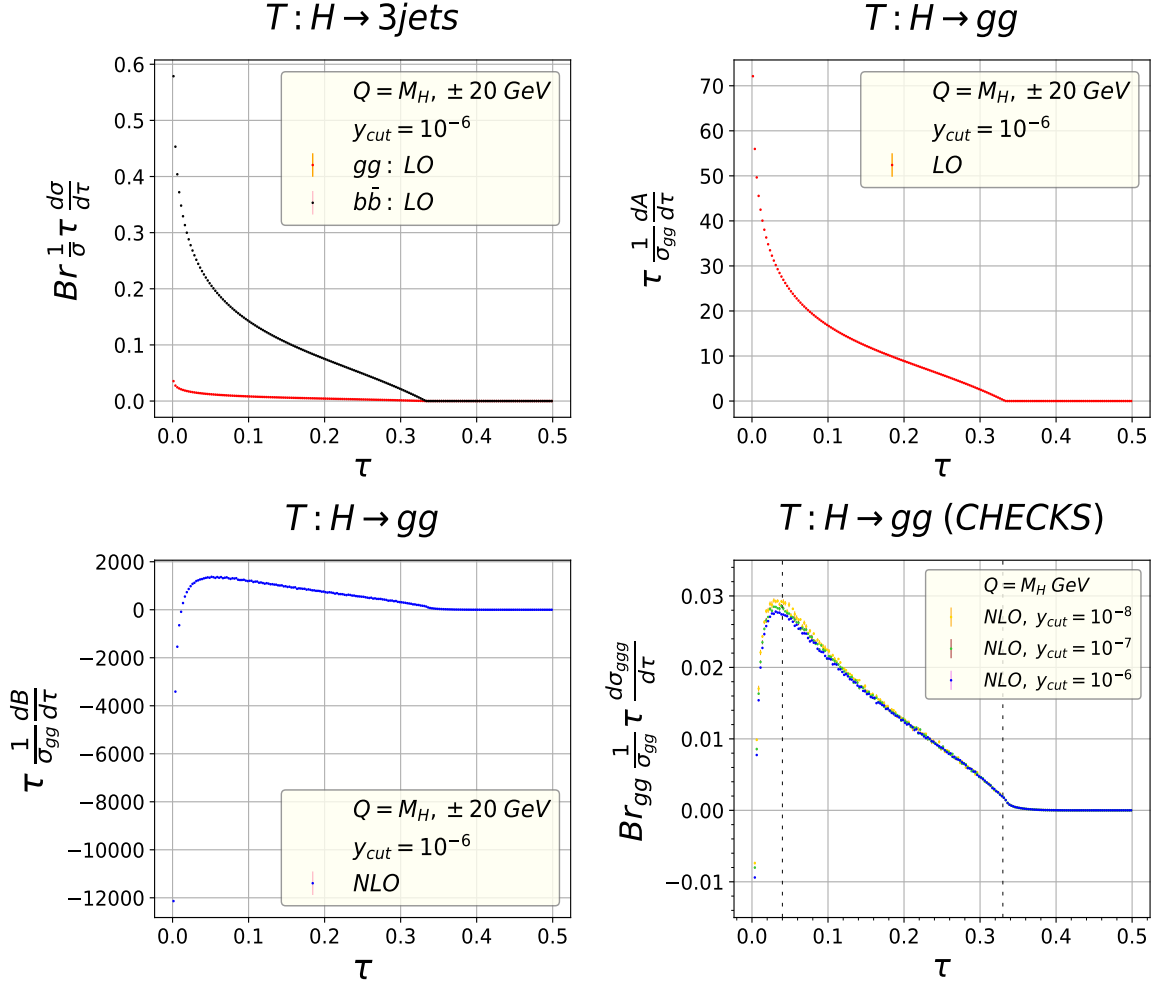 T : H → 3jets
0.6
0.5
0.4
0.3
0.2
0.1
0.0
Br 1/σ τ dσ/dτ
Q = M_H, ± 20 GeV
y_cut = 10^-6
gg : LO
bb̄ : LO
0.0 0.1 0.2 0.3 0.4 0.5
τ
T : H → gg
70
60
50
40
30
20
10
0
τ 1/σ_gg dA/dτ
Q = M_H, ± 20 GeV
y_cut = 10^-6
LO
0.0 0.1 0.2 0.3 0.4 0.5
τ
T : H → gg
2000
0
−2000
−4000
−6000
−8000
−10000
−12000
τ 1/σ_gg dB/dτ
Q = M_H, ± 20 GeV
y_cut = 10^-6
NLO
0.0 0.1 0.2 0.3 0.4 0.5
τ
T : H → gg (CHECKS)
0.03
0.02
0.01
0.00
−0.01
Br_gg 1/σ_gg τ dσ_ggg/dτ
Q = M_H GeV
NLO, y_cut = 10^-8
NLO, y_cut = 10^-7
NLO, y_cut = 10^-6
0.0 0.1 0.2 0.3 0.4 0.5
τ